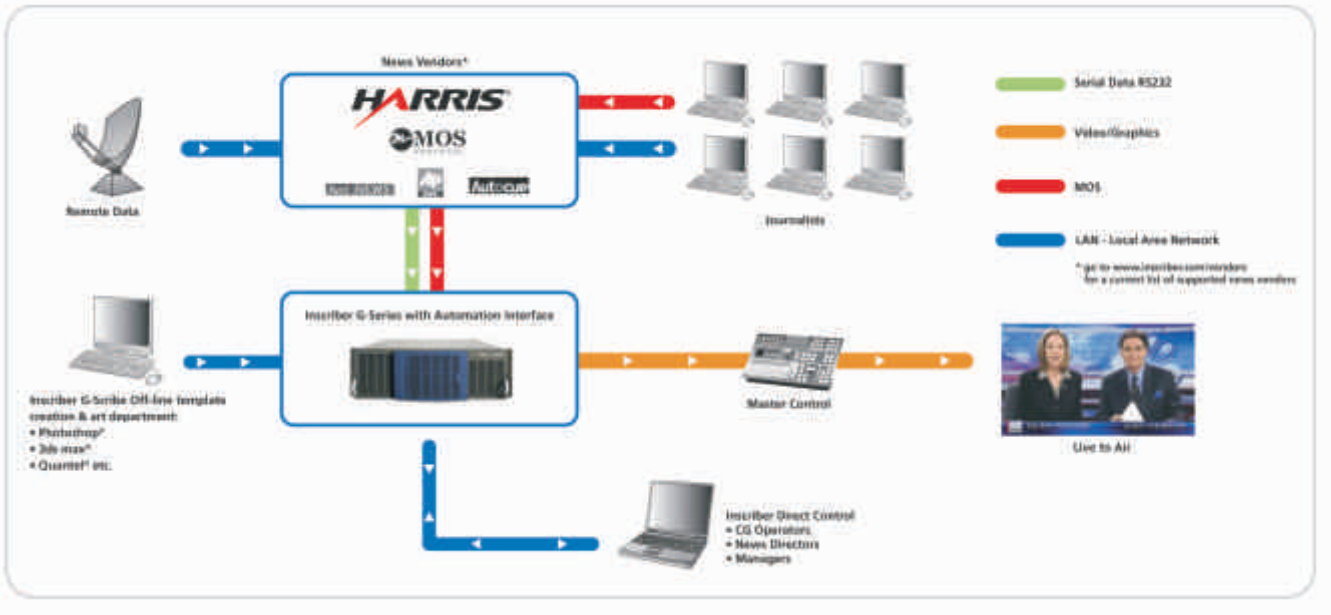 News Vendors*
HARRIS
MOS
Autocue
Remote Data
Journalists
Serial Data RS232
Video/Graphics
MOS
LAN - Local Area Network
* go to www.inscriber.com/vendors
for a current list of supported news vendors
Inscriber G-Series with Automation Interface
Inscriber G-Scribe Off-line template
creation & art department:
• Photoshop®
• 3ds max®
• Quantel® etc.
Master Control
Live to Air
Inscriber Direct Control
• CG Operators
• News Directors
• Managers